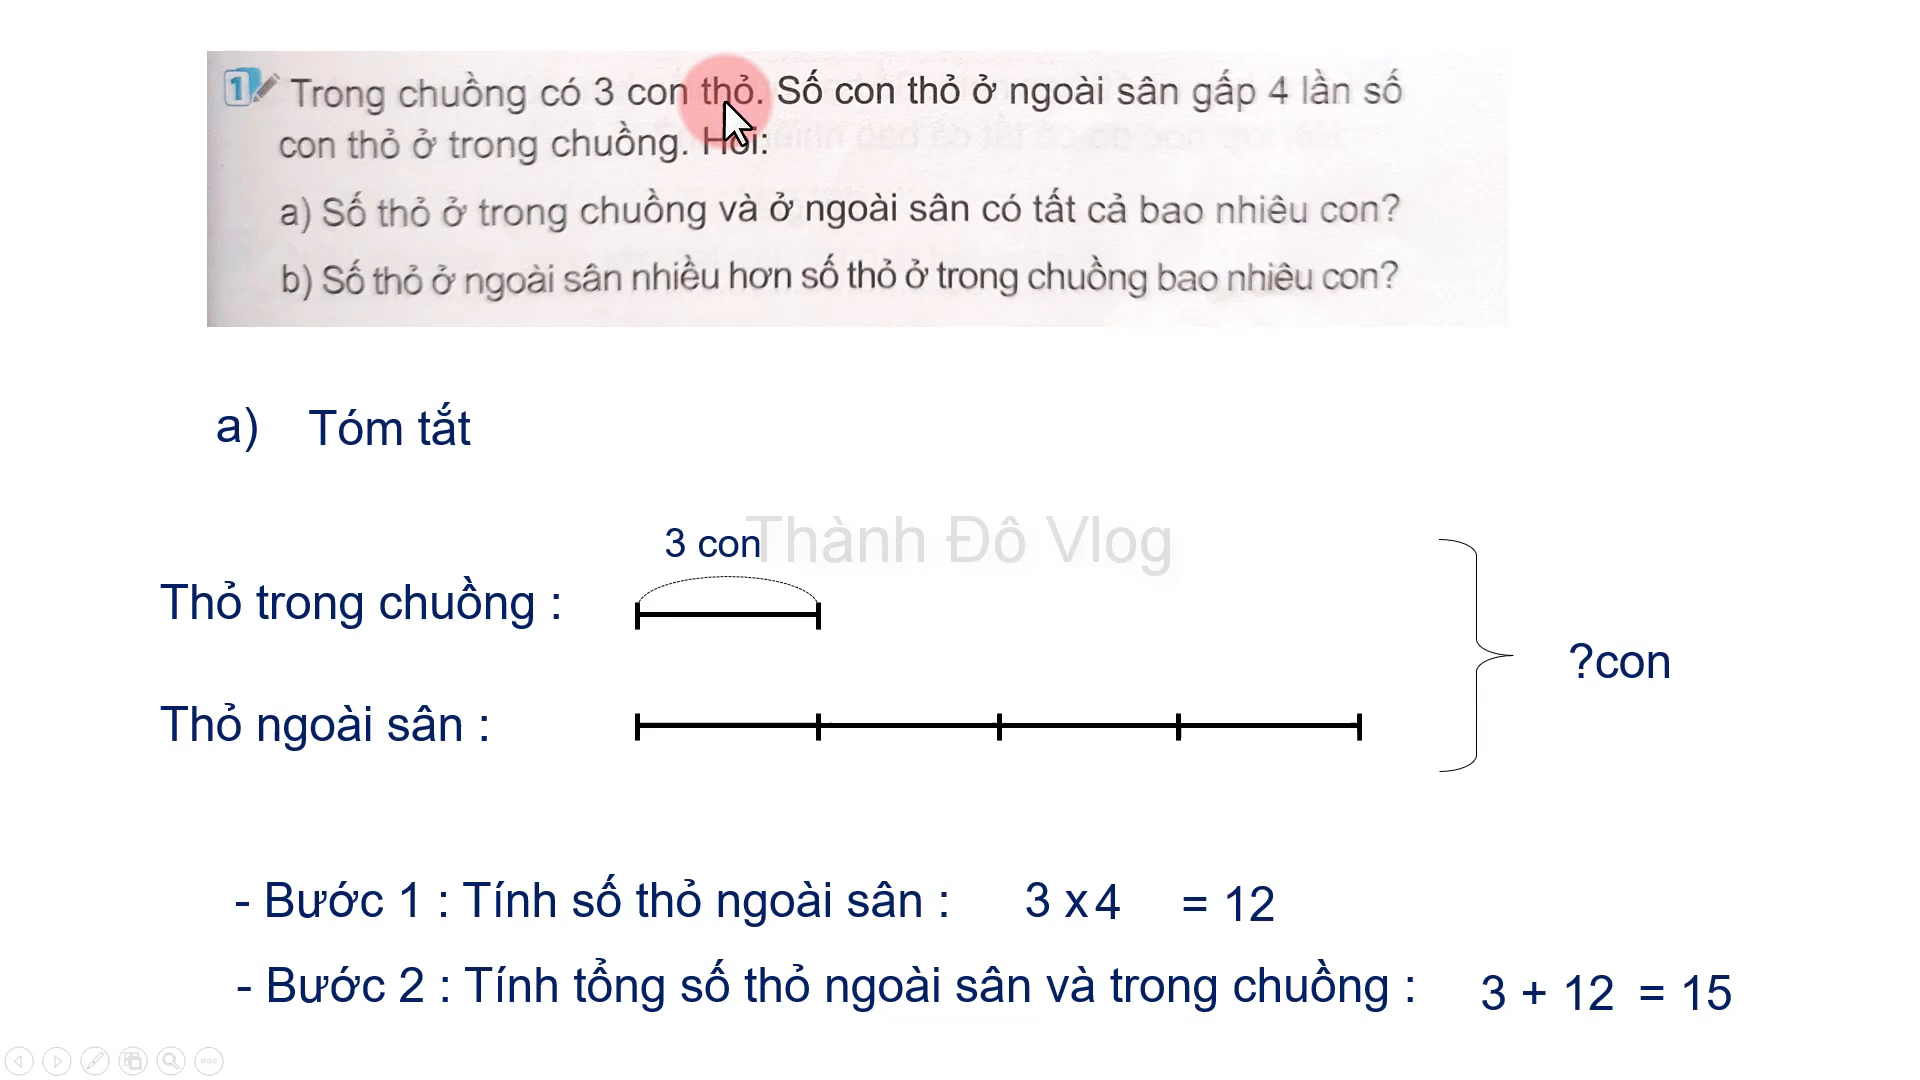 1 Trong chuồng có 3 con thỏ. Số con thỏ ở ngoài sân gấp 4 lần số
con thỏ ở trong chuồng. Hỏi:
a) Số thỏ ở trong chuồng và ở ngoài sân có tất cả bao nhiêu con?
b) Số thỏ ở ngoài sân nhiều hơn số thỏ ở trong chuồng bao nhiêu con?
a) Tóm tắt
Thành Đô Vlog
3 con
Thỏ trong chuồng :
?con
Thỏ ngoài sân :
- Bước 1 : Tính số thỏ ngoài sân : 3 x 4 = 12
- Bước 2 : Tính tổng số thỏ ngoài sân và trong chuồng : 3 + 12 = 15